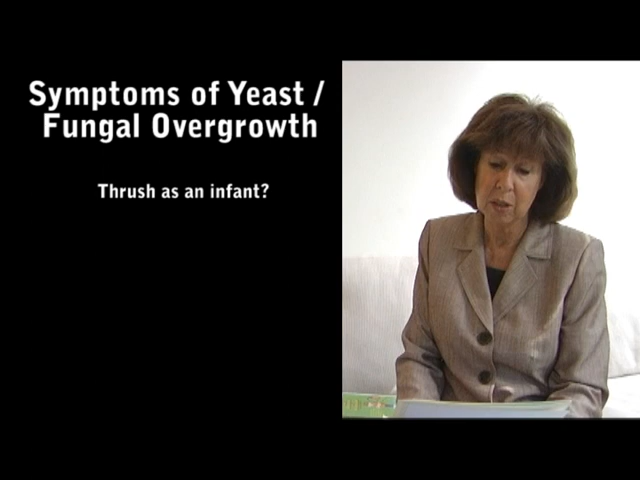 Symptoms of Yeast /
Fungal Overgrowth
Thrush as an infant?